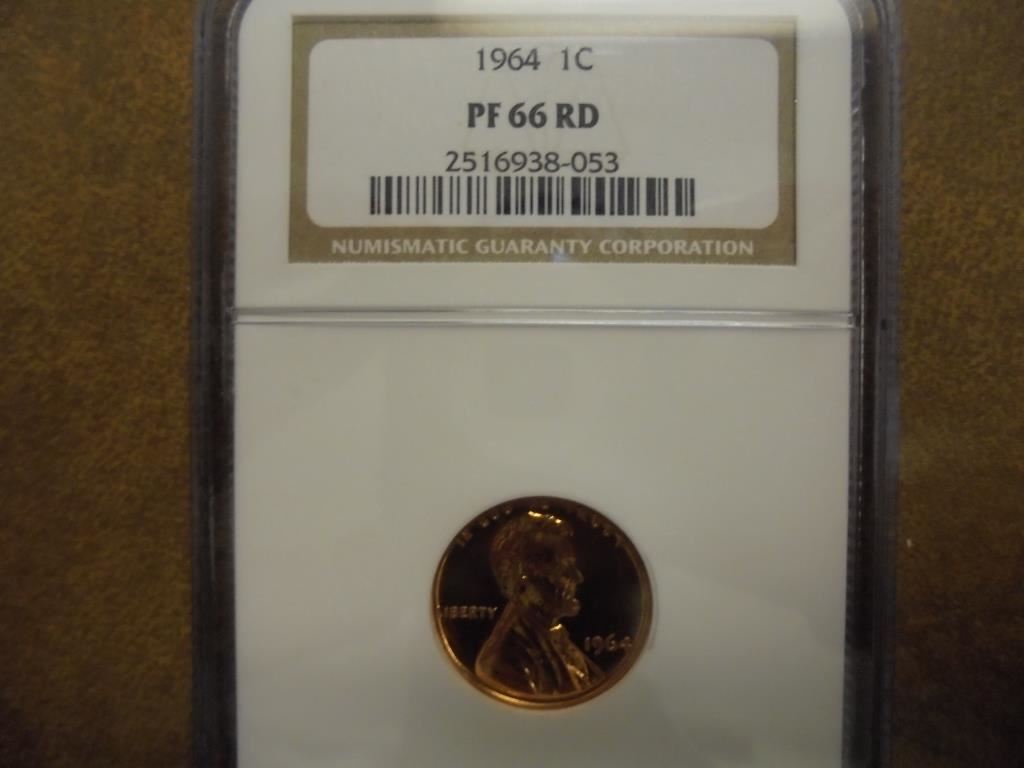 1964 1C
PF 66 RD
2516938-053
NUMISMATIC GUARANTY CORPORATION
LIBERTY
1964